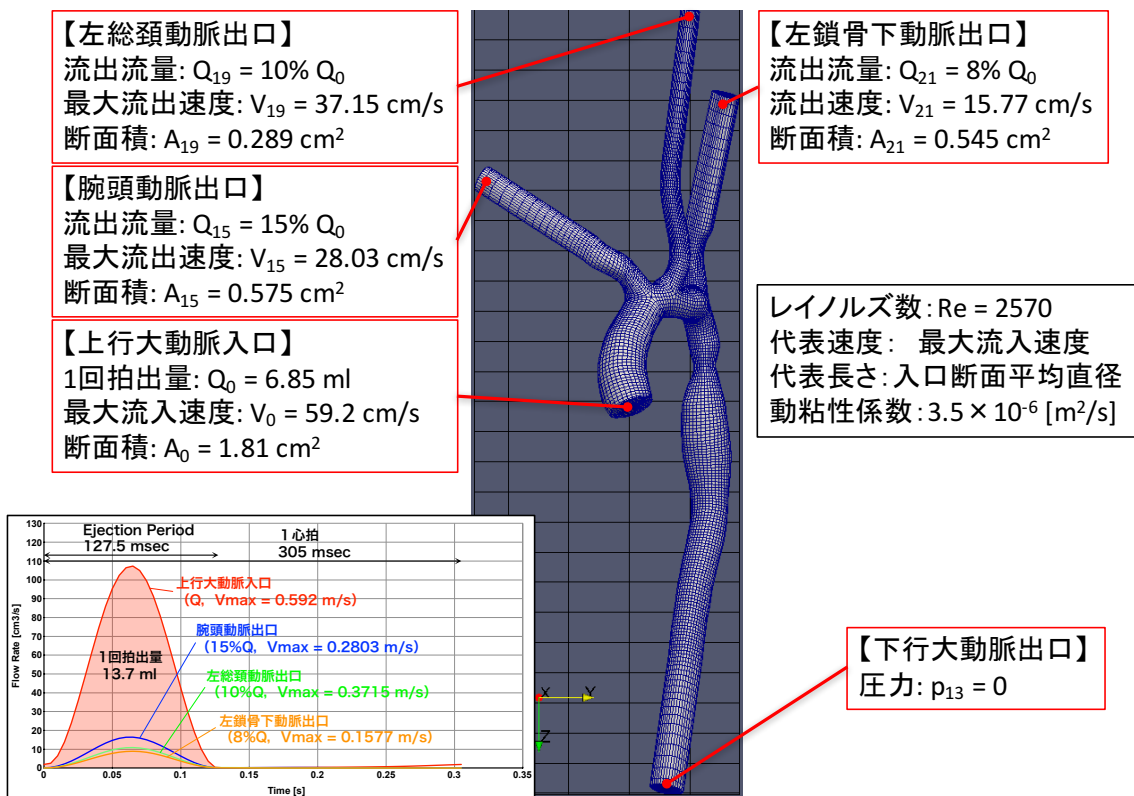 【左総頚動脈出口】
流出流量: Q19 = 10% Q0
最大流出速度: V19 = 37.15 cm/s
断面積: A19 = 0.289 cm2
【左鎖骨下動脈出口】
流出流量: Q21 = 8% Q0
流出速度: V21 = 15.77 cm/s
断面積: A21 = 0.545 cm2
【腕頭動脈出口】
流出流量: Q15 = 15% Q0
最大流出速度: V15 = 28.03 cm/s
断面積: A15 = 0.575 cm2
【上行大動脈入口】
1回拍出量: Q0 = 6.85 ml
最大流入速度: V0 = 59.2 cm/s
断面積: A0 = 1.81 cm2
レイノルズ数: Re = 2570
代表速度: 最大流入速度
代表長さ: 入口断面平均直径
動粘性係数: 3.5 × 10-6 [m2/s]
【下行大動脈出口】
圧力: p13 = 0
X Y
Z
Ejection Period
127.5 msec
1心拍
305 msec
上行大動脈入口
(Q, Vmax = 0.592 m/s)
腕頭動脈出口
(15%Q, Vmax = 0.2803 m/s)
1回拍出量
13.7 ml
左総頚動脈出口
(10%Q, Vmax = 0.3715 m/s)
左鎖骨下動脈出口
(8%Q, Vmax = 0.1577 m/s)
Flow Rate [cm3/s]
130
120
110
100
90
80
70
60
50
40
30
20
10
0
0 0.05 0.1 0.15 0.2 0.25 0.3 0.35
Time [s]